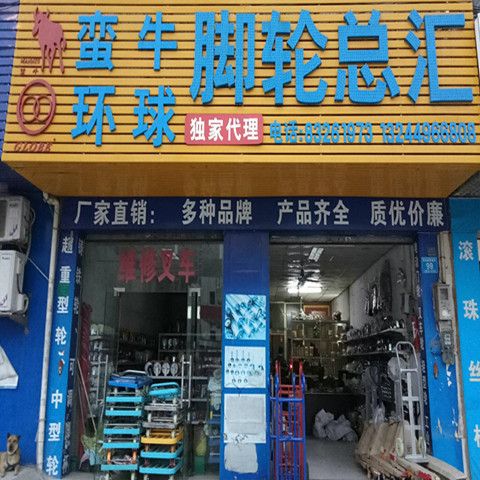 蛮牛
环球
脚轮总汇
GLOBE
独家代理
电话:83261973 13244966808
厂家直销: 多种品牌 产品齐全 质优价廉
维修叉车
超重型轮
中型轮
99
滚珠丝